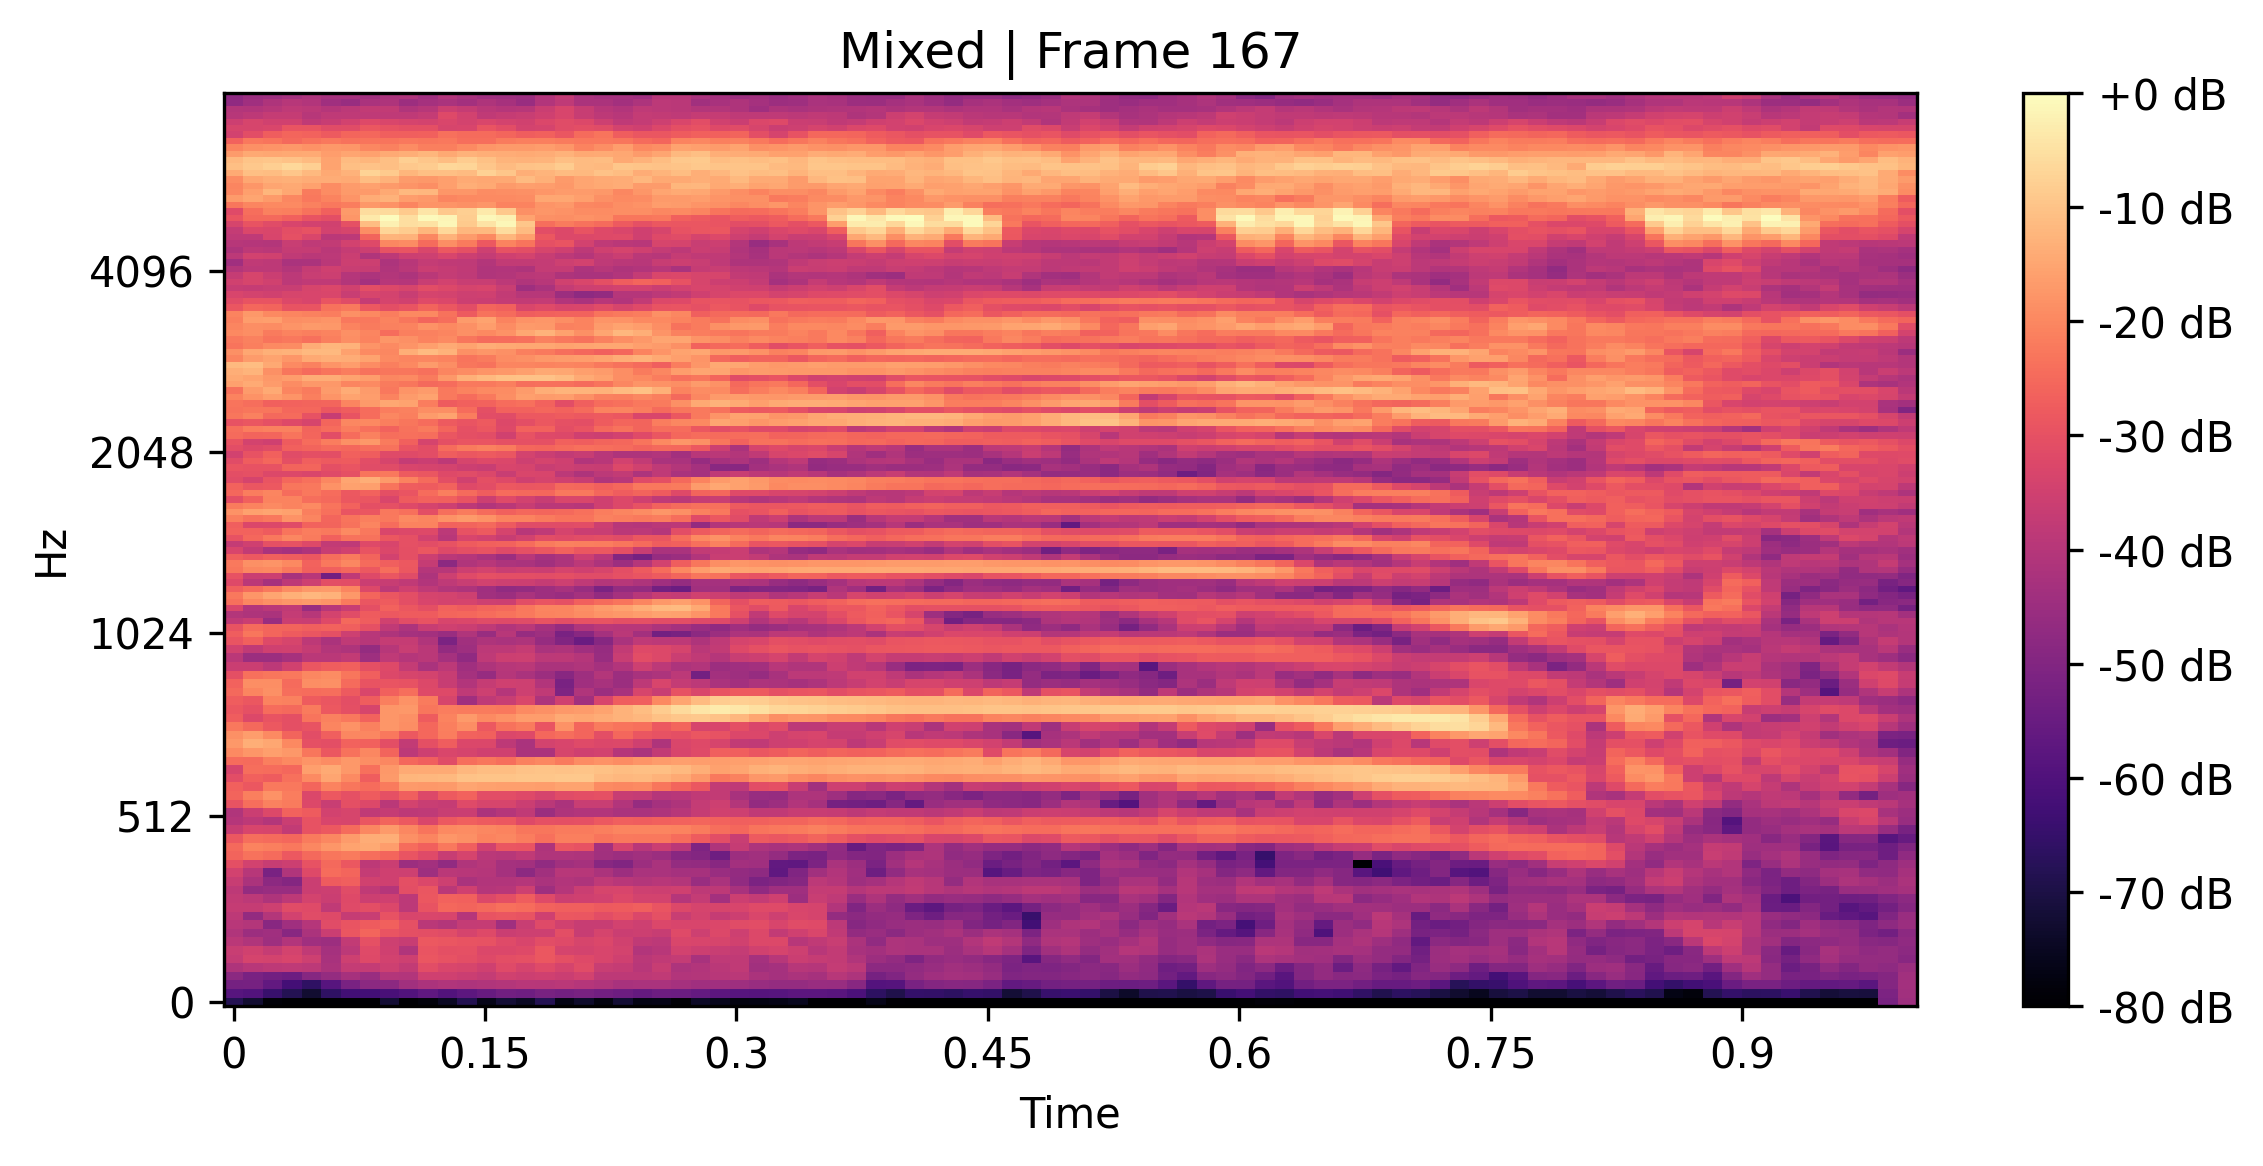 Mixed | Frame 167
+0 dB
-10 dB
-20 dB
-30 dB
-40 dB
-50 dB
-60 dB
-70 dB
-80 dB
4096
2048
1024
512
0
Hz
0 0.15 0.3 0.45 0.6 0.75 0.9
Time